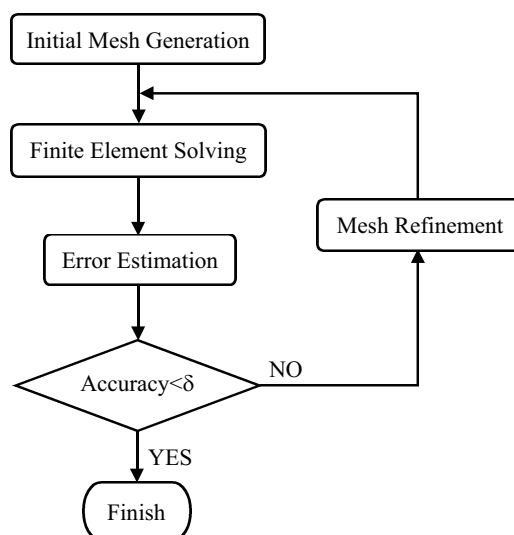 Initial Mesh Generation
Finite Element Solving
Mesh Refinement
Error Estimation
Accuracy<δ
NO
YES
Finish